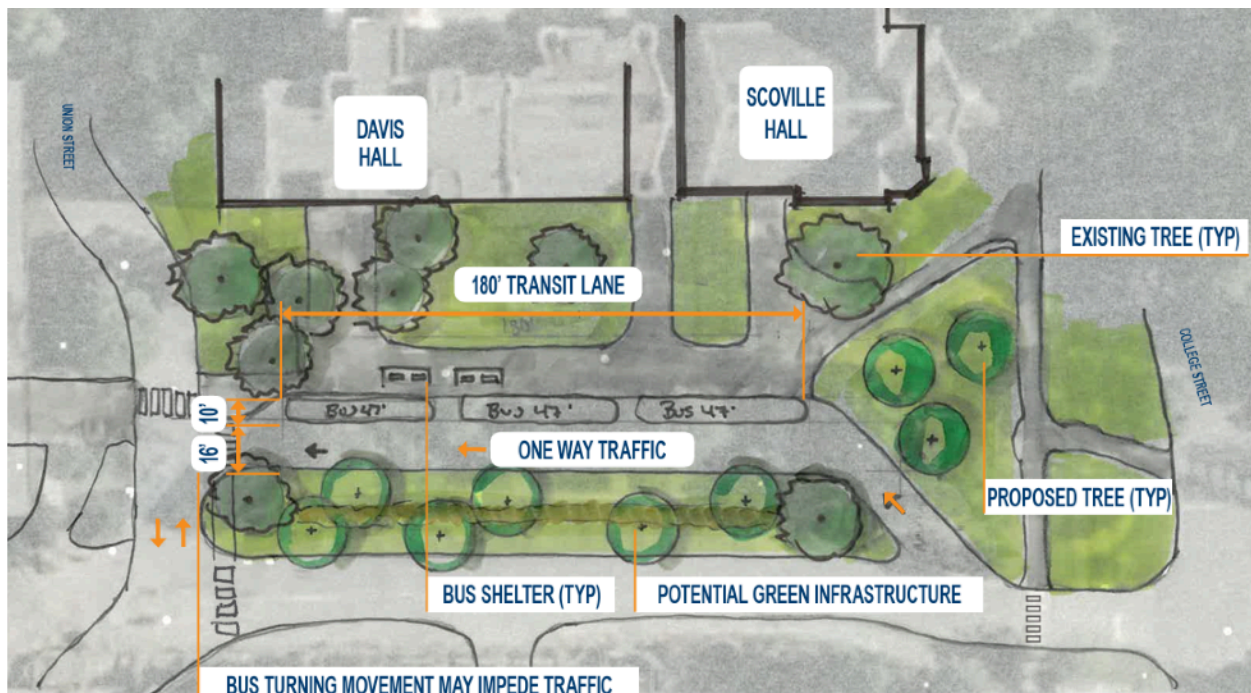 UNION STREET
DAVIS
HALL
SCOVILLE
HALL
EXISTING TREE (TYP)
180' TRANSIT LANE
180'
COLLEGE STREET
10'
BUS 47'
BUS 47'
BUS 47'
16'
ONE WAY TRAFFIC
PROPOSED TREE (TYP)
BUS SHELTER (TYP)
POTENTIAL GREEN INFRASTRUCTURE
BUS TURNING MOVEMENT MAY IMPEDE TRAFFIC